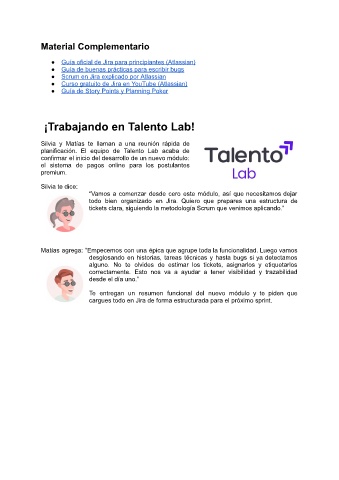 Material Complementario
● Guía oficial de Jira para principiantes (Atlassian)
● Guía de buenas prácticas para escribir bugs
● Scrum en Jira explicado por Atlassian
● Curso gratuito de Jira en YouTube (Atlassian)
● Guía de Story Points y Planning Poker
¡Trabajando en Talento Lab!
Silvia y Matías te llaman a una reunión rápida de
planificación. El equipo de Talento Lab acaba de
confirmar el inicio del desarrollo de un nuevo módulo:
el sistema de pagos online para los postulantes
premium.
Talento
Lab
Silvia te dice:
"Vamos a comenzar desde cero este módulo, así que necesitamos dejar
todo bien organizado en Jira. Quiero que prepares una estructura de
tickets clara, siguiendo la metodología Scrum que venimos aplicando."
Matías agrega: "Empecemos con una épica que agrupe toda la funcionalidad. Luego vamos
desglosando en historias, tareas técnicas y hasta bugs si ya detectamos
alguno. No te olvides de estimar los tickets, asignarlos y etiquetarlos
correctamente. Esto nos va a ayudar a tener visibilidad y trazabilidad
desde el día uno."
Te entregan un resumen funcional del nuevo módulo y te piden que
cargues todo en Jira de forma estructurada para el próximo sprint.